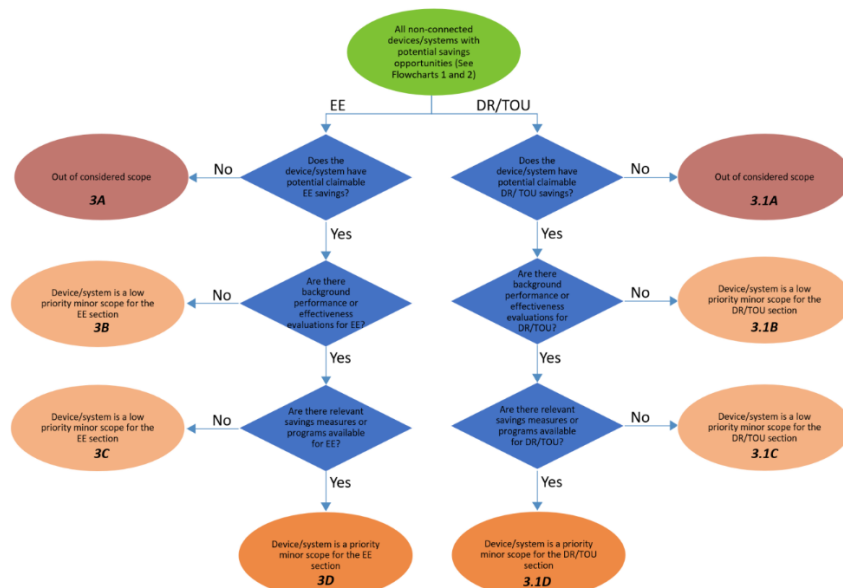 All non-connected
devices/systems with
potential savings
opportunities (See
Flowcharts 1 and 2)
EE
DR/TOU
Does the
device/system have
potential claimable
EE savings?
Does the
device/system have
potential claimable
DR/ TOU savings?
No
No
Out of considered scope
3A
Out of considered scope
3.1A
Yes
Yes
Are there
background
performance or
effectiveness
evaluations for EE?
Are there
background
performance or
effectiveness
evaluations for
DR/TOU?
No
No
Device/system is a low
priority minor scope for the
EE section
3B
Device/system is a low
priority minor scope for the
DR/TOU section
3.1B
Yes
Yes
Are there relevant
savings measures or
programs available
for EE?
Are there relevant
savings measures or
programs available
for DR/TOU?
No
No
Device/system is a low
priority minor scope for the
EE section
3C
Device/system is a low
priority minor scope for the
DR/TOU section
3.1C
Yes
Yes
Device/system is a priority
minor scope for the EE
section
3D
Device/system is a priority
minor scope for the DR/TOU
section
3.1D